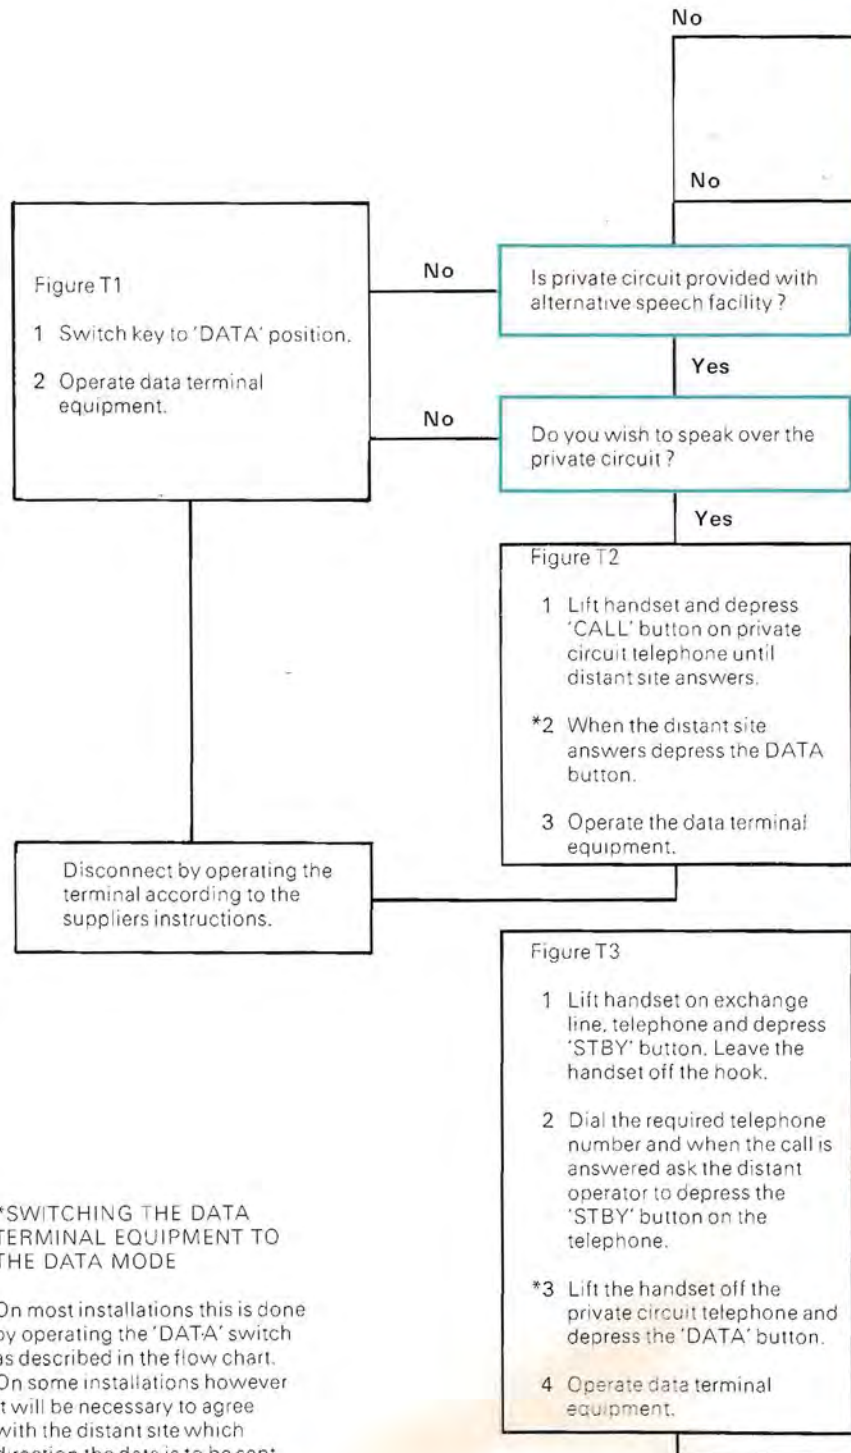 No
No
Figure T1
1 Switch key to 'DATA' position.
2 Operate data terminal
equipment.
No
Is private circuit provided with
alternative speech facility ?
Yes
No
Do you wish to speak over the
private circuit ?
Yes
Figure T2
1 Lift handset and depress
'CALL' button on private
circuit telephone until
distant site answers.
*2 When the distant site
answers depress the DATA
button.
3 Operate the data terminal
equipment.
Disconnect by operating the
terminal according to the
suppliers instructions.
Figure T3
1 Lift handset on exchange
line, telephone and depress
'STBY' button. Leave the
handset off the hook.
2 Dial the required telephone
number and when the call is
answered ask the distant
operator to depress the
'STBY' button on the
telephone.
*3 Lift the handset off the
private circuit telephone and
depress the 'DATA' button.
4 Operate data terminal
equipment.
*SWITCHING THE DATA
TERMINAL EQUIPMENT TO
THE DATA MODE
On most installations this is done
by operating the 'DATA' switch
as described in the flow chart.
On some installations however
it will be necessary to agree
with the distant site which
direction the data is to be sent